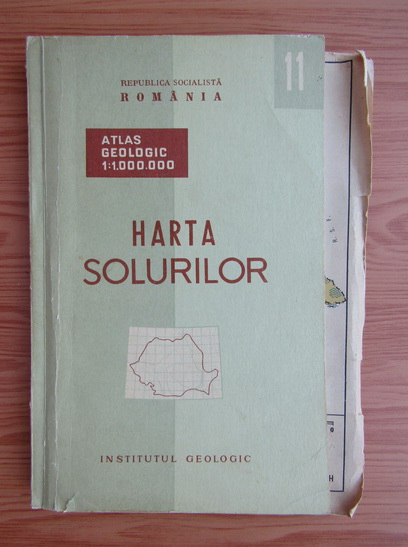 11
REPUBLICA SOCIALISTĂ
ROMÂNIA
ATLAS
GEOLOGIC
1:1.000.000
HARTA
SOLURILOR
INSTITUTUL GEOLOGIC
H